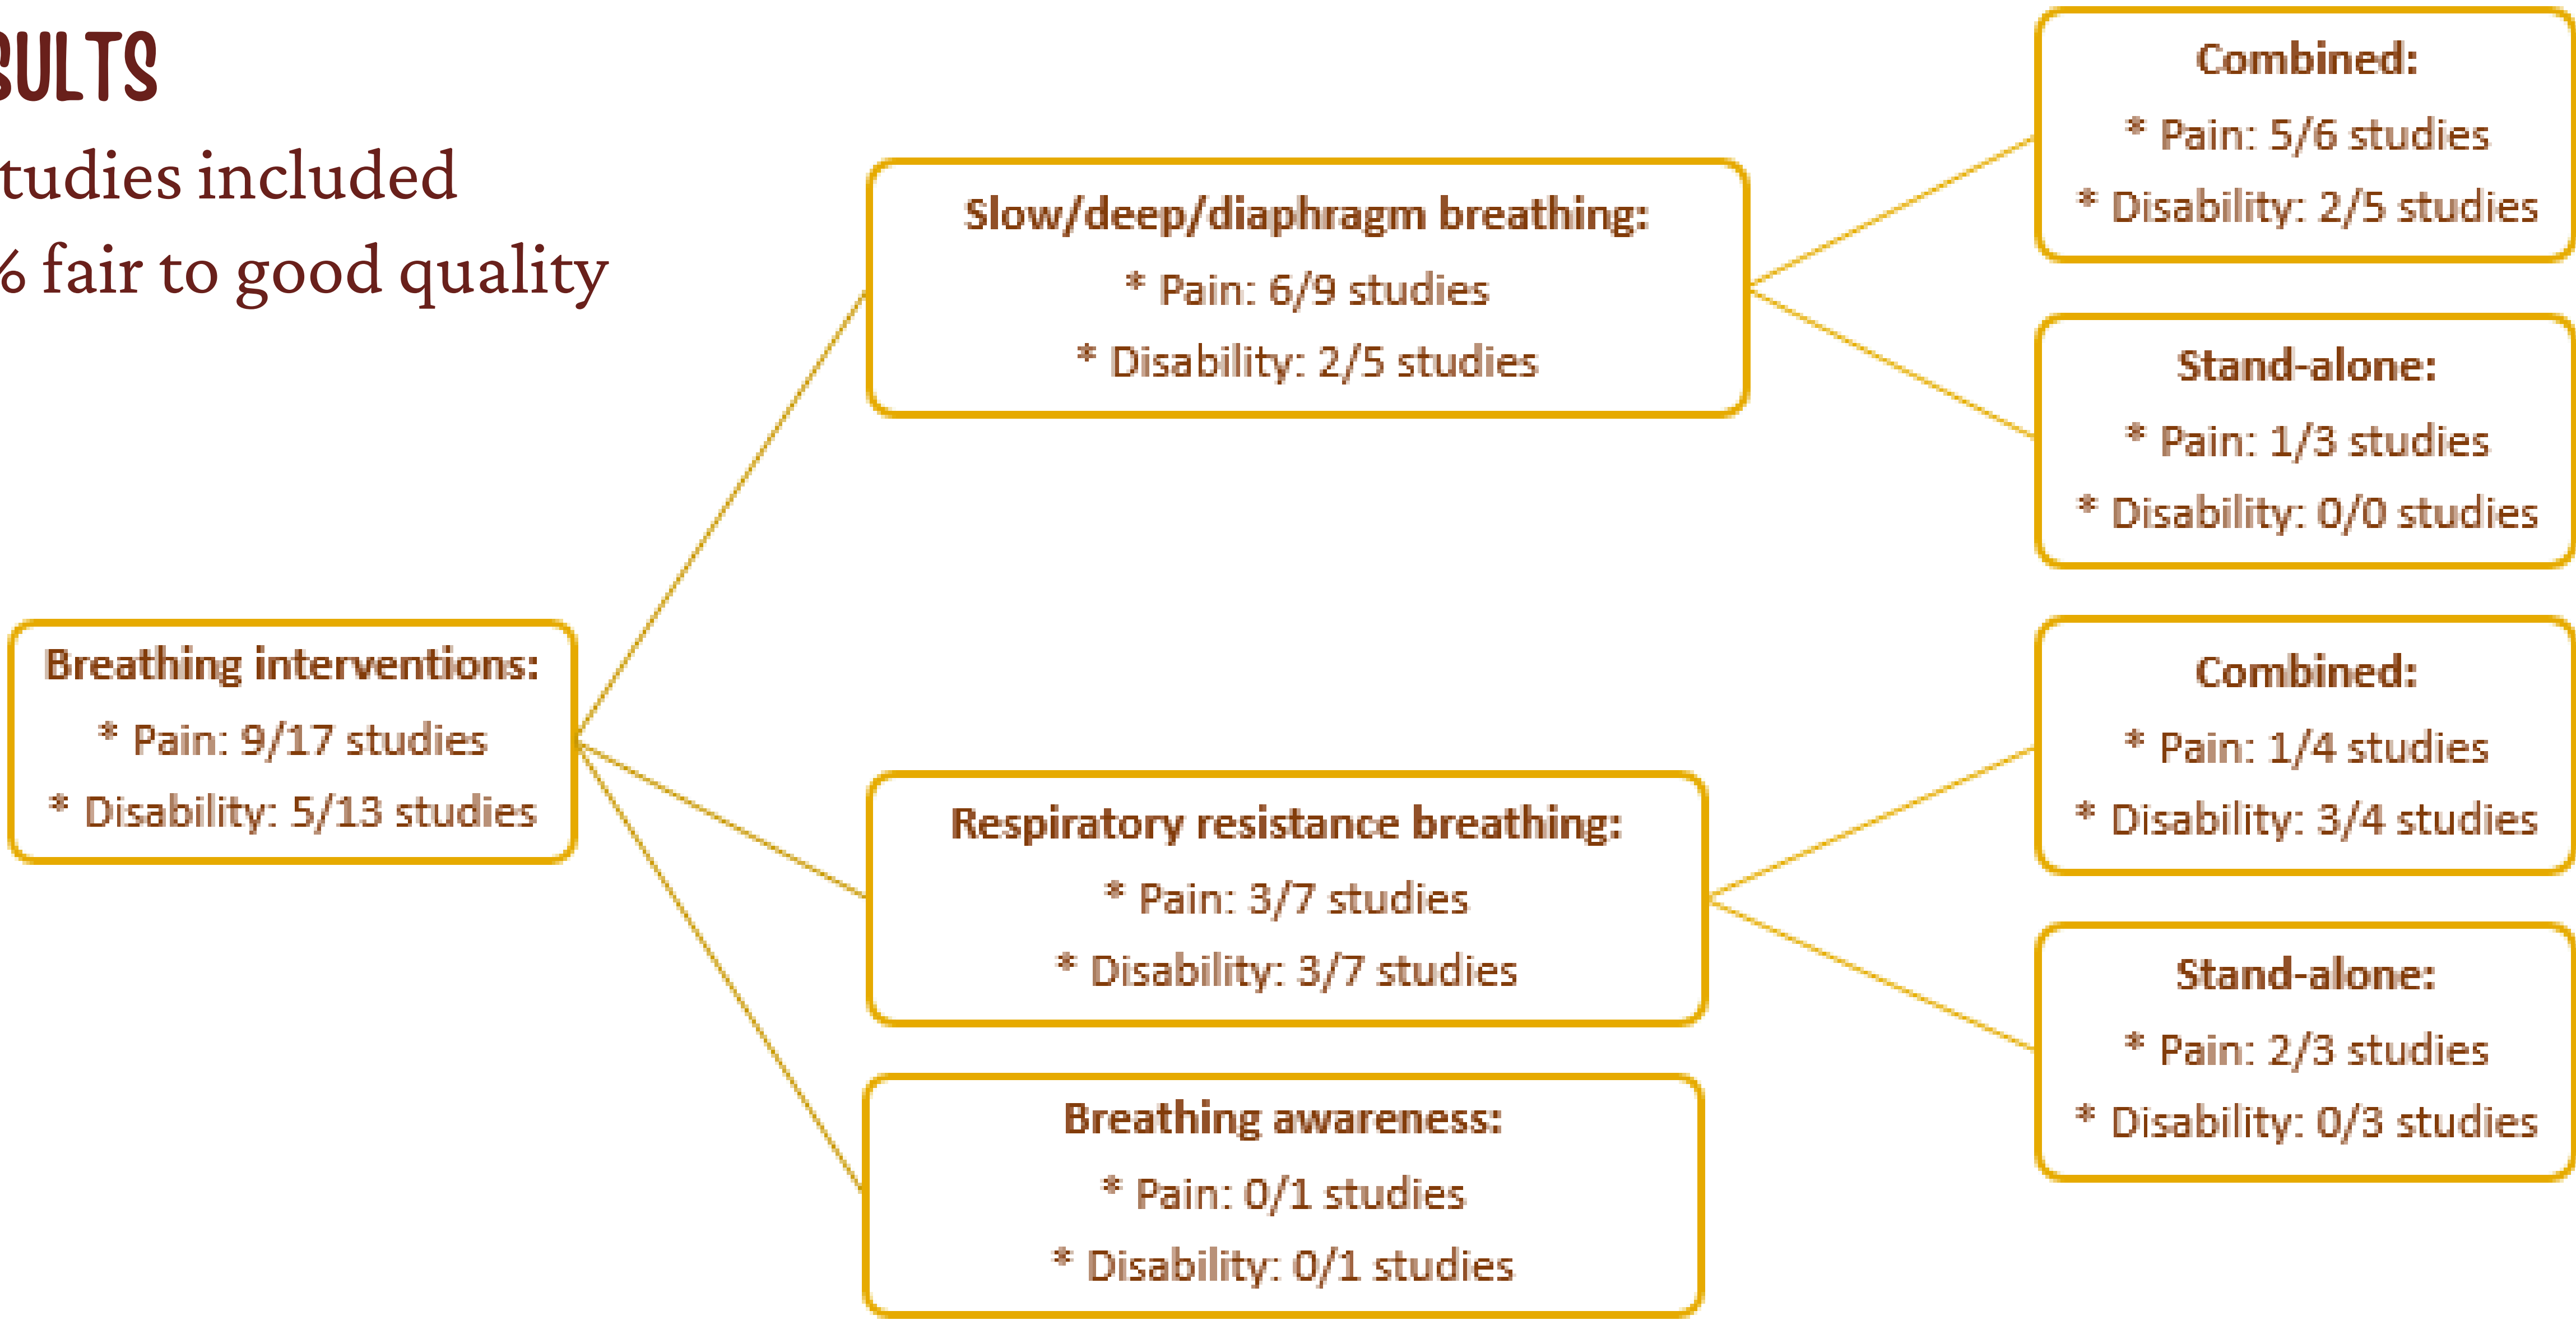 SULTS
tudies included
% fair to good quality
Breathing interventions:
* Pain: 9/17 studies
* Disability: 5/13 studies
Slow/deep/diaphragm breathing:
* Pain: 6/9 studies
* Disability: 2/5 studies
Respiratory resistance breathing:
* Pain: 3/7 studies
* Disability: 3/7 studies
Breathing awareness:
* Pain: 0/1 studies
* Disability: 0/1 studies
Combined:
* Pain: 5/6 studies
* Disability: 2/5 studies
Stand-alone:
* Pain: 1/3 studies
* Disability: 0/0 studies
Combined:
* Pain: 1/4 studies
* Disability: 3/4 studies
Stand-alone:
* Pain: 2/3 studies
* Disability: 0/3 studies